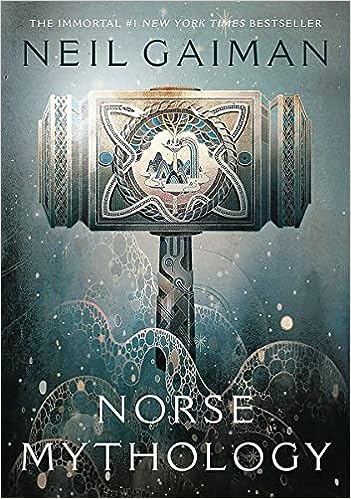 THE IMMORTAL #1 NEW YORK TIMES BESTSELLER
NEIL GAIMAN
NORSE
MYTHOLOGY